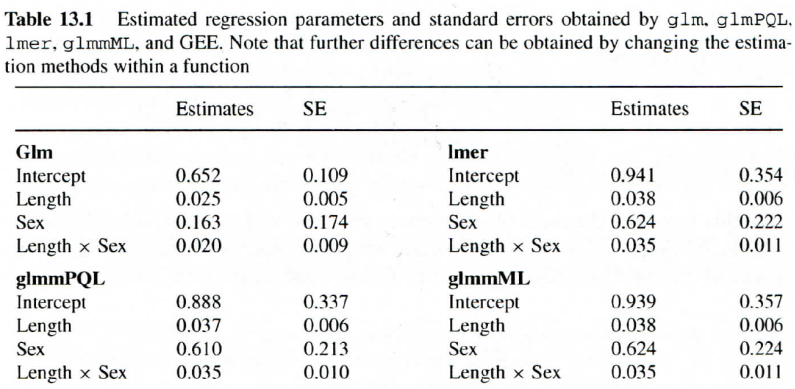 Table 13.1 Estimated regression parameters and standard errors obtained by glm, glmPQL,
lmer, glmmML, and GEE. Note that further differences can be obtained by changing the estima-
tion methods within a function
Estimates SE Estimates SE
Glm lmer
Intercept 0.652 0.109 Intercept 0.941 0.354
Length 0.025 0.005 Length 0.038 0.006
Sex 0.163 0.174 Sex 0.624 0.222
Length × Sex 0.020 0.009 Length × Sex 0.035 0.011
glmmPQL glmmML
Intercept 0.888 0.337 Intercept 0.939 0.357
Length 0.037 0.006 Length 0.038 0.006
Sex 0.610 0.213 Sex 0.624 0.224
Length × Sex 0.035 0.010 Length × Sex 0.035 0.011